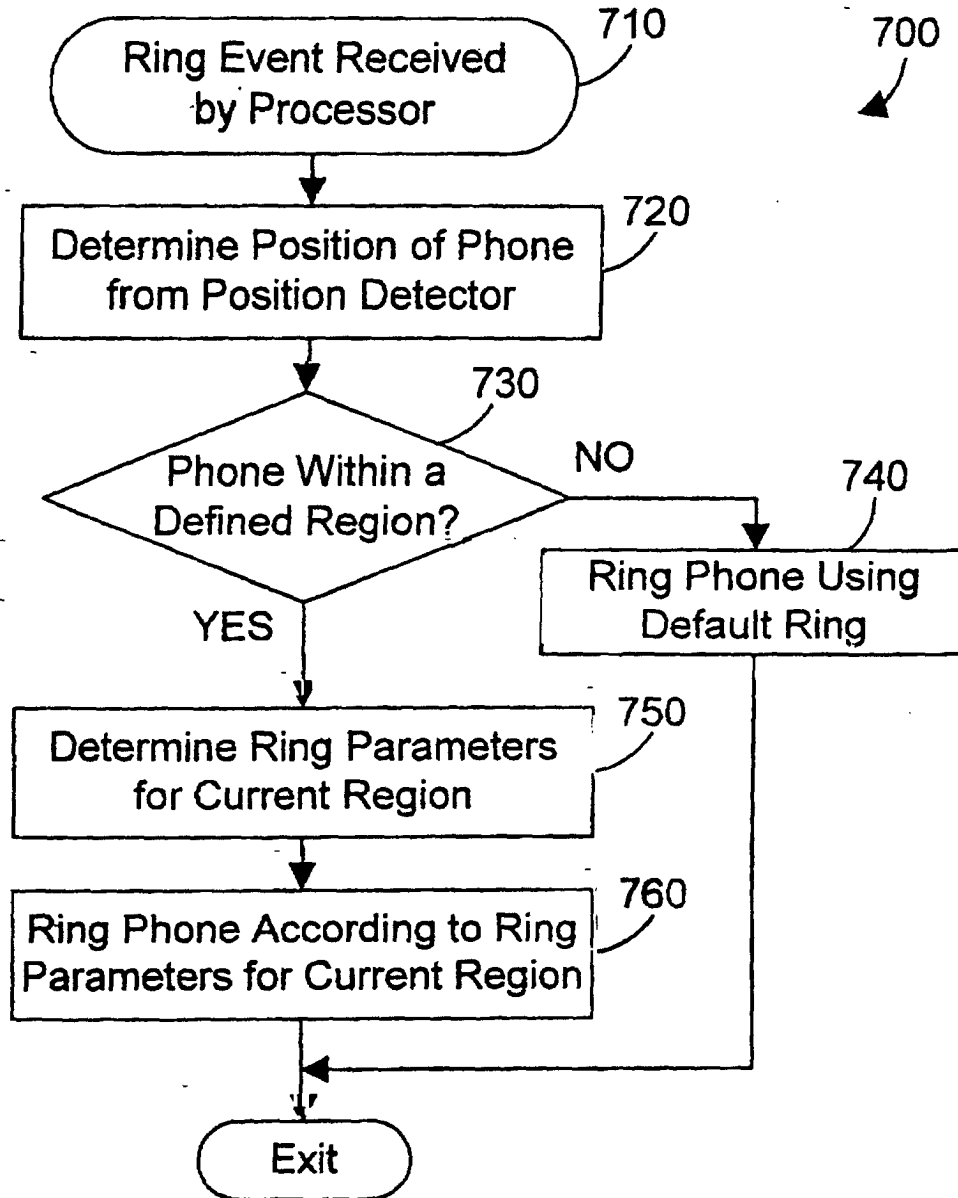 710
700
Ring Event Received
by Processor
720
Determine Position of Phone
from Position Detector
730
Phone Within a
Defined Region?
NO
740
Ring Phone Using
Default Ring
YES
750
Determine Ring Parameters
for Current Region
760
Ring Phone According to Ring
Parameters for Current Region
Exit